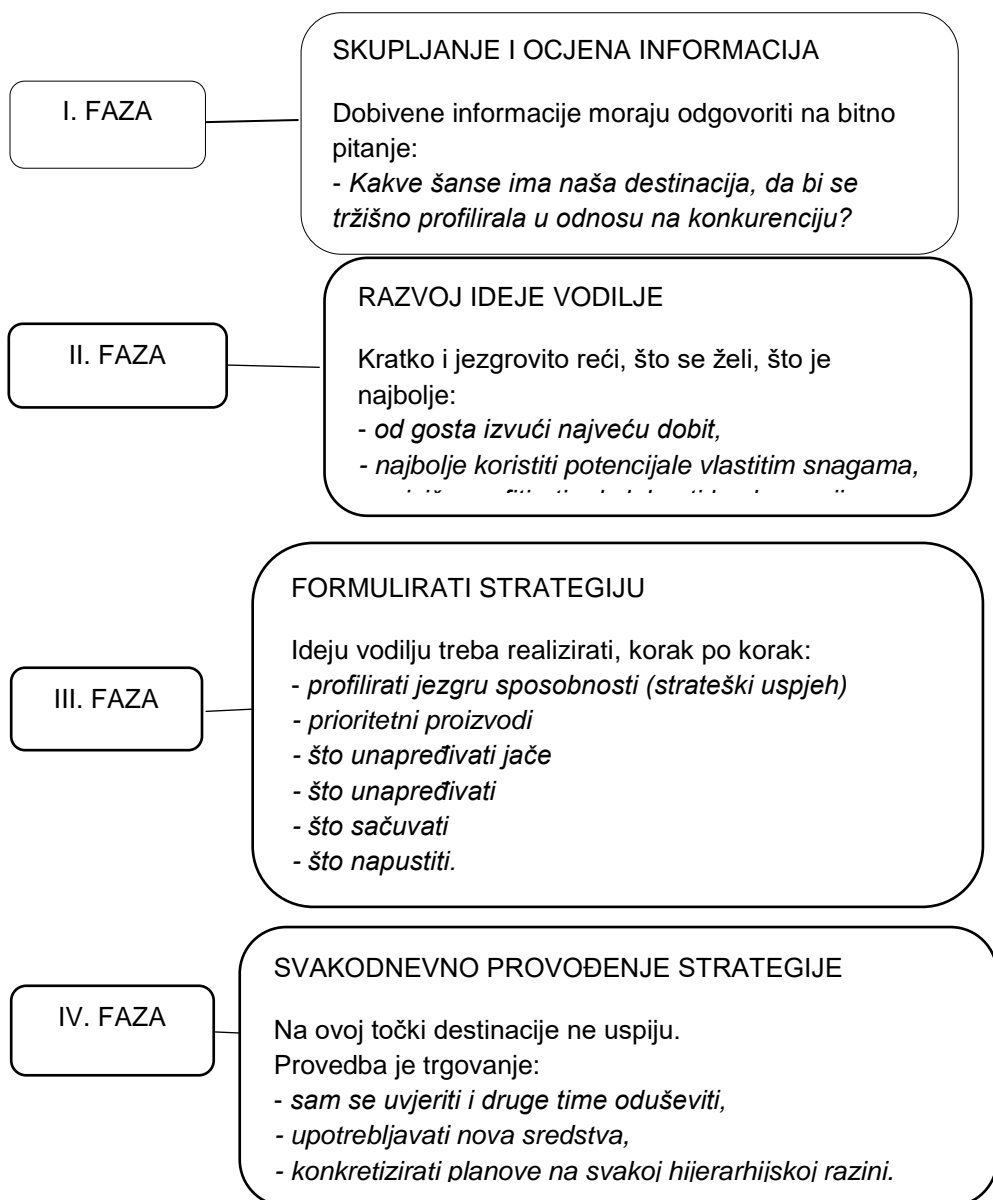 I. FAZA
SKUPLJANJE I OCJENA INFORMACIJA
Dobivene informacije moraju odgovoriti na bitno
pitanje:
- Kakve šanse ima naša destinacija, da bi se
tržišno profilirala u odnosu na konkurenciju?
II. FAZA
RAZVOJ IDEJE VODILJE
Kratko i jezgrovito reći, što se želi, što je
najbolje:
- od gosta izvući najveću dobit,
- najbolje koristiti potencijale vlastitim snagama,
III. FAZA
FORMULIRATI STRATEGIJU
Ideju vodilju treba realizirati, korak po korak:
- profilirati jezgru sposobnosti (strateški uspjeh)
- prioritetni proizvodi
- što unapređivati jače
- što unapređivati
- što sačuvati
- što napustiti.
IV. FAZA
SVAKODNEVNO PROVOĐENJE STRATEGIJE
Na ovoj točki destinacije ne uspiju.
Provedba je trgovanje:
- sam se uvjeriti i druge time oduševiti,
- upotrebljavati nova sredstva,
- konkretizirati planove na svakoj hijerarhijskoj razini.